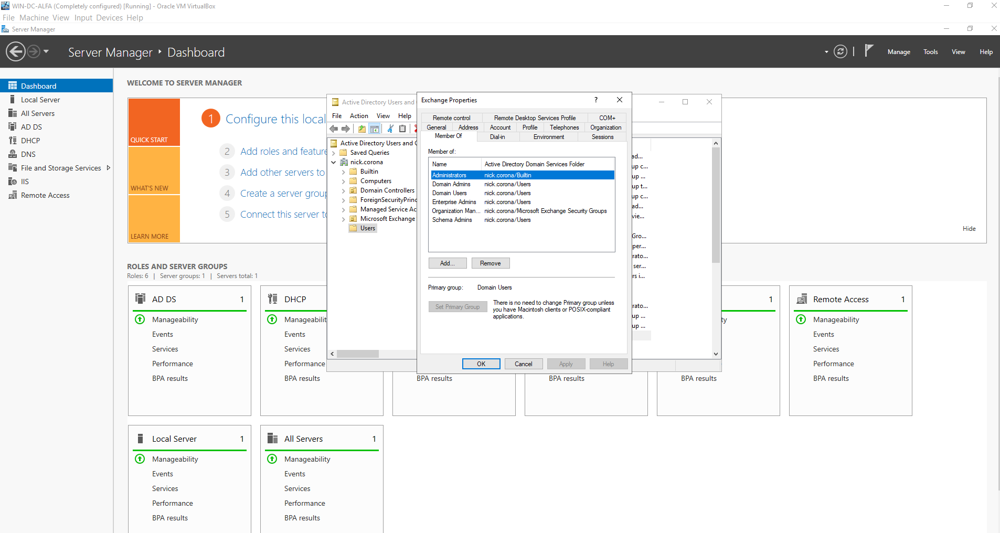 WIN-DC-ALFA (Completely configured) [Running] - Oracle VM VirtualBox
File Machine View Input Devices Help
Server Manager
Server Manager ‣ Dashboard
Manage Tools View Help
Dashboard
Local Server
All Servers
AD DS
DHCP
DNS
File and Storage Services
IIS
Remote Access
WELCOME TO SERVER MANAGER
QUICK START
WHAT'S NEW
LEARN MORE
1 Configure this local
2 Add roles and feature
3 Add other servers to
4 Create a server group
5 Connect this server to
Hide
Active Directory Users and
File Action View Help
Active Directory Users and C
Saved Queries
nick.corona
Builtin
Computers
Domain Controllers
ForeignSecurityPrinc
Managed Service Ac
Microsoft Exchange
Users
Exchange Properties
?
Remote control Remote Desktop Services Profile COM+
General Address Account Profile Telephones Organization
Member Of Dial-in Environment Sessions
Member of:
Name Active Directory Domain Services Folder
Administrators nick.corona/Builtin
Domain Admins nick.corona/Users
Domain Users nick.corona/Users
Enterprise Admins nick.corona/Users
Organization Man... nick.corona/Microsoft Exchange Security Groups
Schema Admins nick.corona/Users
Add... Remove
Primary group: Domain Users
Set Primary Group
There is no need to change Primary group unless
you have Macintosh clients or POSIX-compliant
applications.
OK Cancel Apply Help
ad...
up c...
up ...
up t...
up c...
ad...
vie...
Gro...
per...
rato...
ser...
rs i...
rato...
up ...
up ...
ROLES AND SERVER GROUPS
Roles: 6 | Server groups: 1 | Servers total: 1
AD DS 1
Manageability
Events
Services
Performance
BPA results
DHCP
Manageabilit
Events
Services
Performance
BPA results
BPA results
BPA results
1
ty
BPA results
Remote Access 1
Manageability
Events
Services
Performance
BPA results
Local Server 1
Manageability
Events
Services
Performance
BPA results
All Servers 1
Manageability
Events
Services
Performance
BPA results